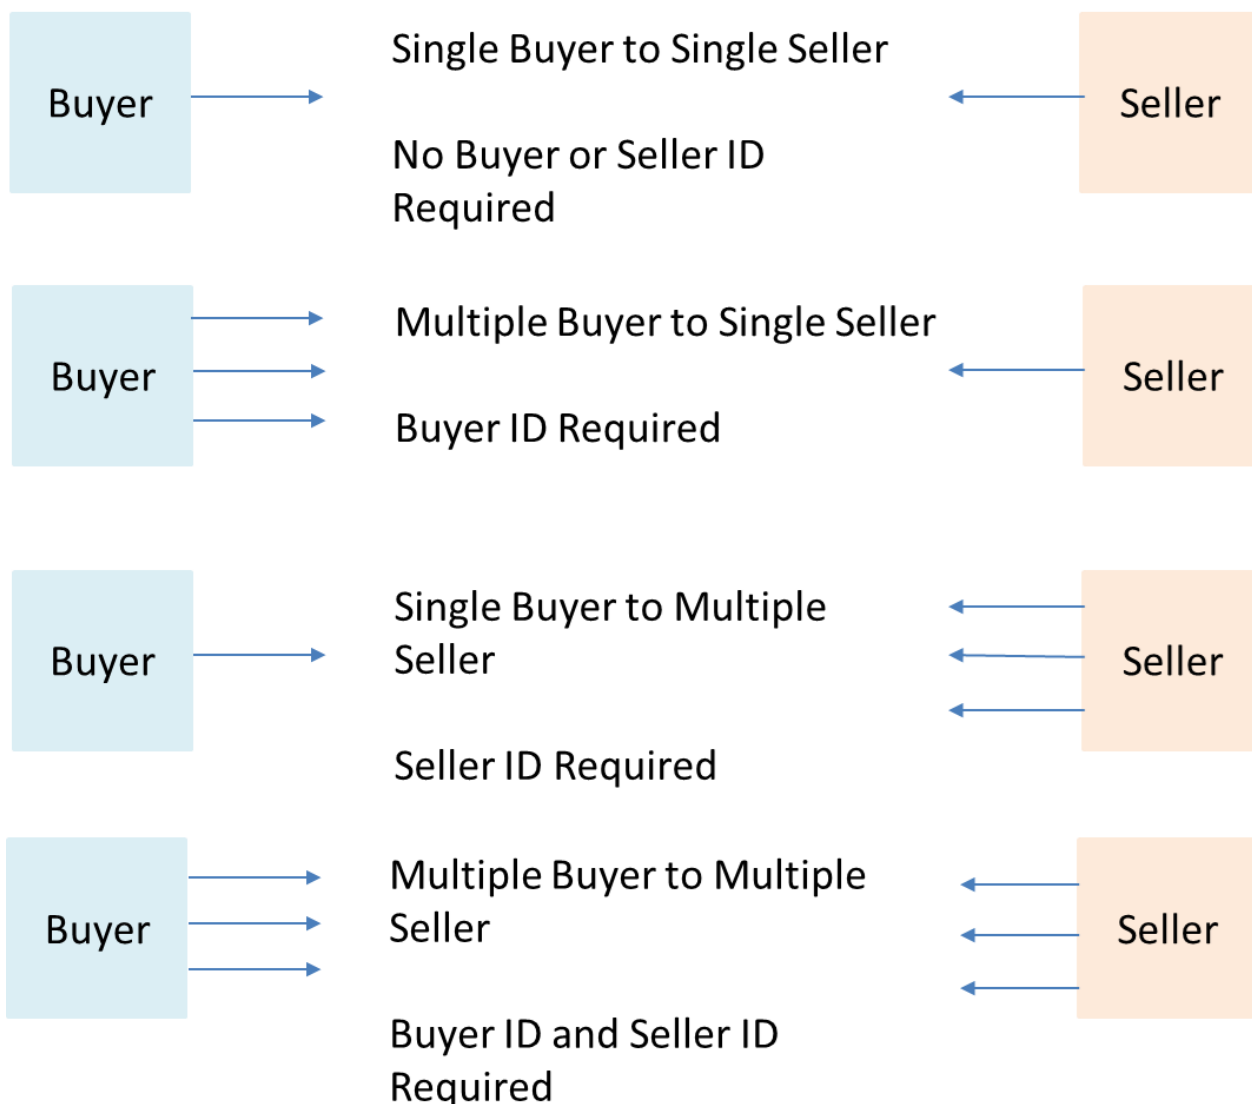 Buyer
Single Buyer to Single Seller
No Buyer or Seller ID
Required
Seller
Buyer
Multiple Buyer to Single Seller
Buyer ID Required
Seller
Buyer
Single Buyer to Multiple
Seller
Seller ID Required
Seller
Buyer
Multiple Buyer to Multiple
Seller
Buyer ID and Seller ID
Required
Seller